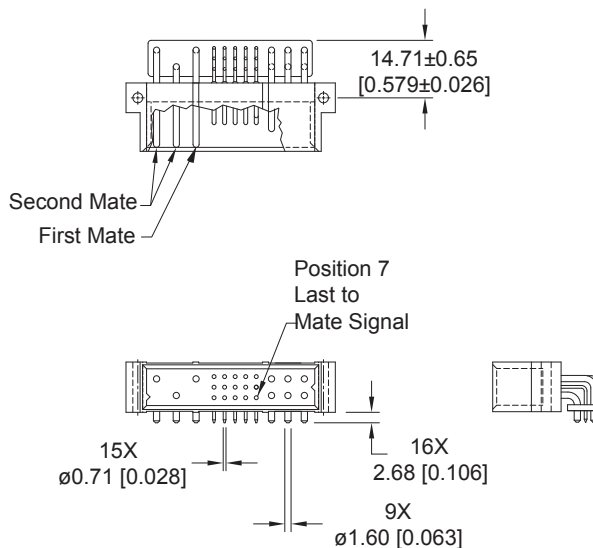 14.71±0.65
[0.579±0.026]
Second Mate
First Mate
Position 7
Last to
Mate Signal
15X
ø0.71 [0.028]
16X
2.68 [0.106]
9X
ø1.60 [0.063]